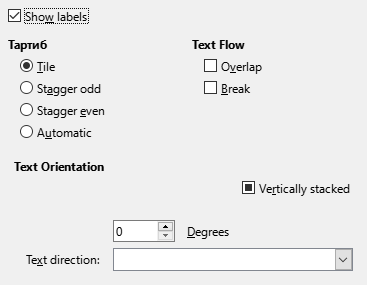 Show labels
Тартиб
Text Flow
Tile
Overlap
Stagger odd
Break
Stagger even
Automatic
Text Orientation
Vertically stacked
0 Degrees
Text direction: